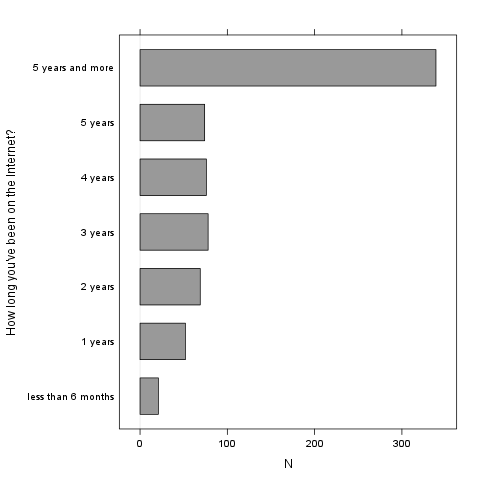 How long you've been on the Internet?
5 years and more
5 years
4 years
3 years
2 years
1 years
less than 6 months
0 100 200 300
N